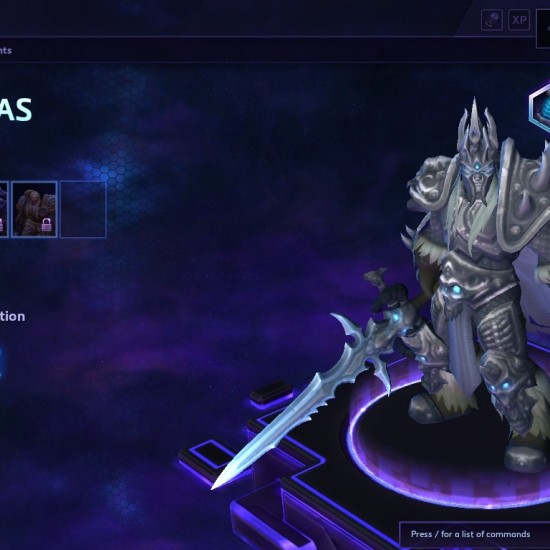 XP
nts
AS
tion
Press / for a list of commands